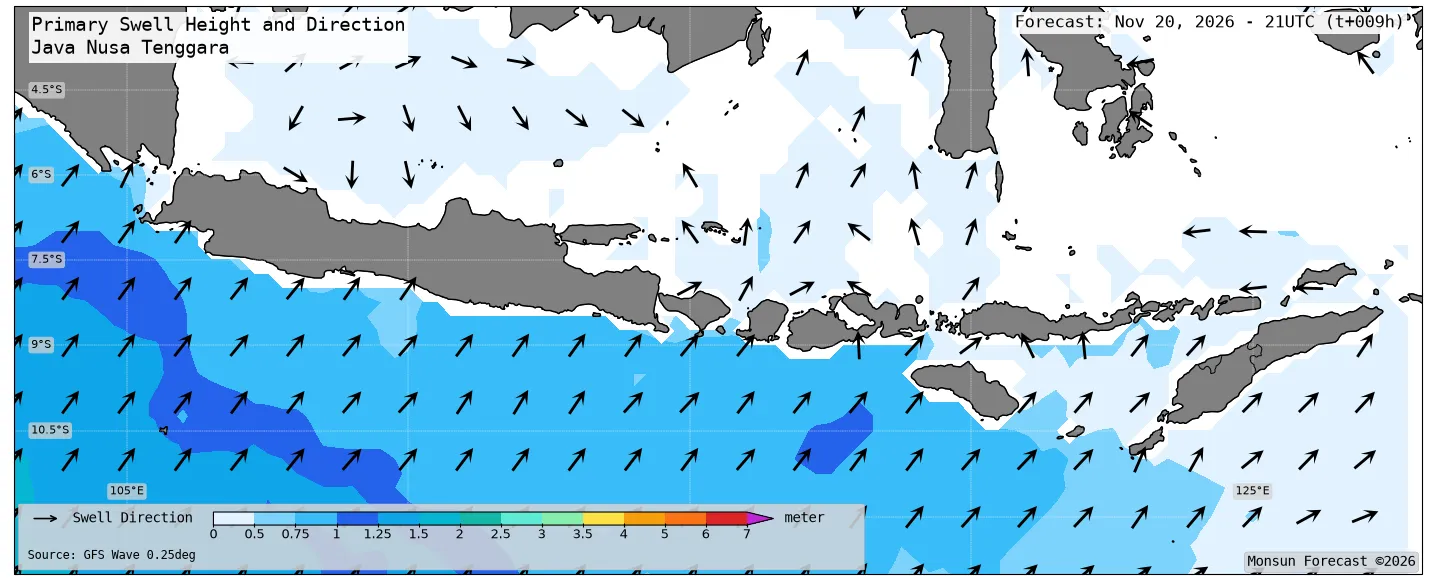 Primary Swell Height and Direction
Java Nusa Tenggara
Forecast: Nov 20, 2026 - 21UTC (t+009h)
4.5°S
6°S
7.5°S
9°S
10.5°S
105°E
125°E
Swell Direction
meter
0 0.5 0.75 1 1.25 1.5 2 2.5 3 3.5 4 5 6 7
Source: GFS Wave 0.25deg
Monsun Forecast ©2026